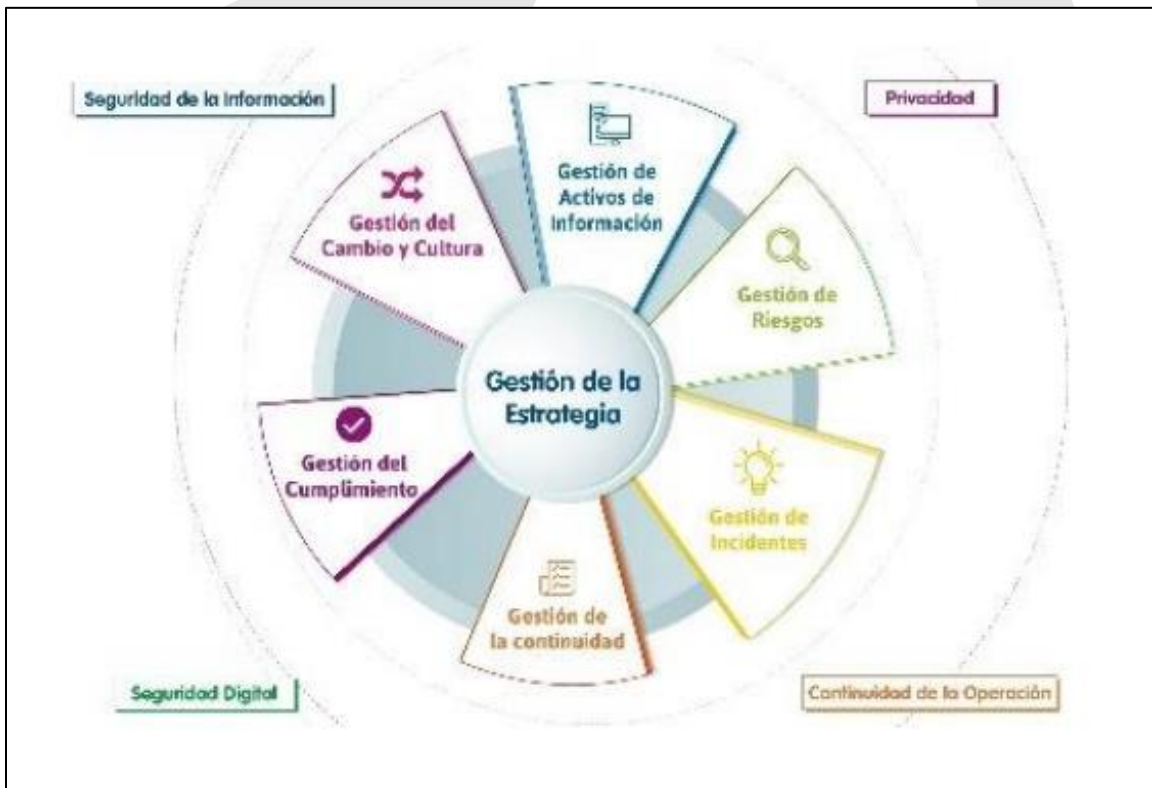 Seguridad de la Información
Privacidad
Gestión de
Activos de
Información
Gestión del
Cambio y Cultura
Gestión de
Riesgos
Gestión de la
Estrategia
Gestión del
Cumplimiento
Gestión de
Incidentes
Gestión de
la continuidad
Seguridad Digital
Continuidad de la Operación